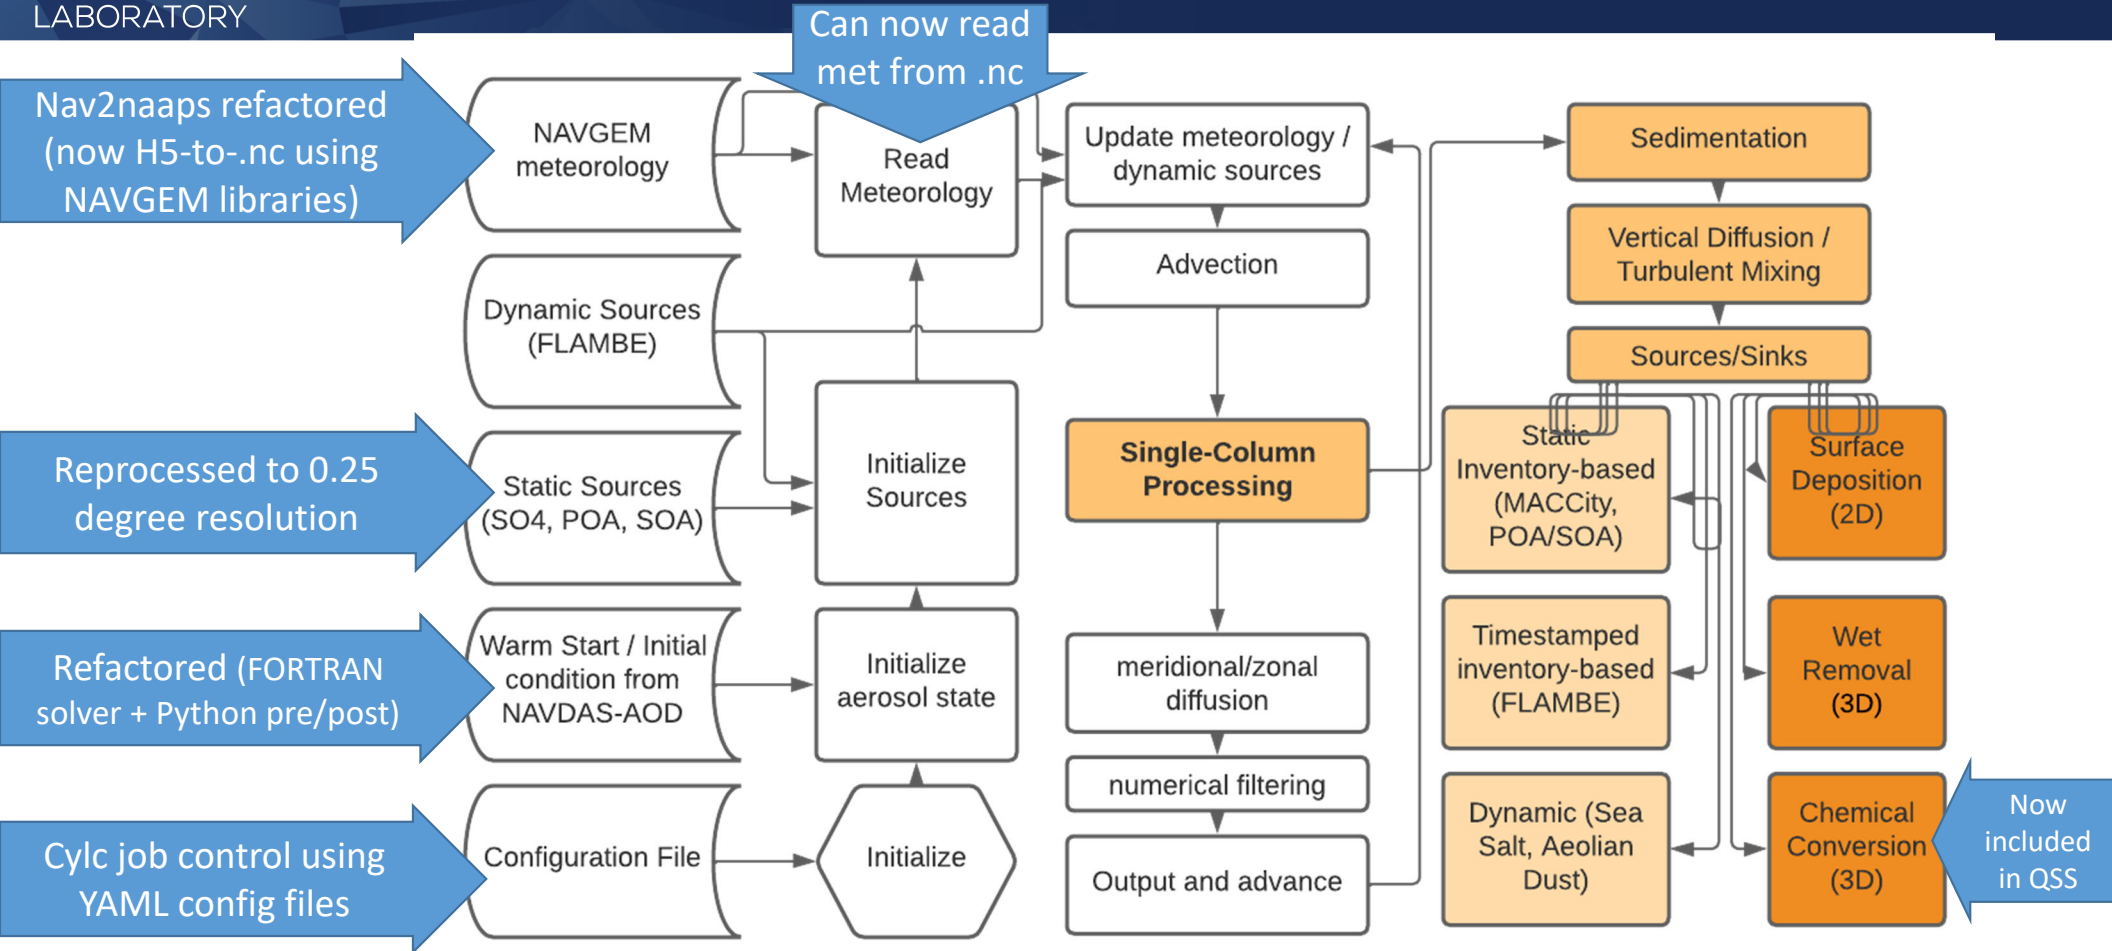 LABORATORY
Can now read
met from .nc
Nav2naaps refactored
(now H5-to-.nc using
NAVGEM libraries)
NAVGEM
meteorology
Read
Meteorology
Update meteorology /
dynamic sources
Sedimentation
Advection
Vertical Diffusion /
Turbulent Mixing
Dynamic Sources
(FLAMBE)
Sources/Sinks
Reprocessed to 0.25
degree resolution
Static Sources
(SO4, POA, SOA)
Initialize
Sources
Single-Column
Processing
Static
Inventory-based
(MACCity,
POA/SOA)
Surface
Deposition
(2D)
Refactored (FORTRAN
solver + Python pre/post)
Warm Start / Initial
condition from
NAVDAS-AOD
Initialize
aerosol state
meridional/zonal
diffusion
Timestamped
inventory-based
(FLAMBE)
Wet
Removal
(3D)
numerical filtering
Cylc job control using
YAML config files
Configuration File
Initialize
Output and advance
Dynamic (Sea
Salt, Aeolian
Dust)
Chemical
Conversion
(3D)
Now
included
in QSS